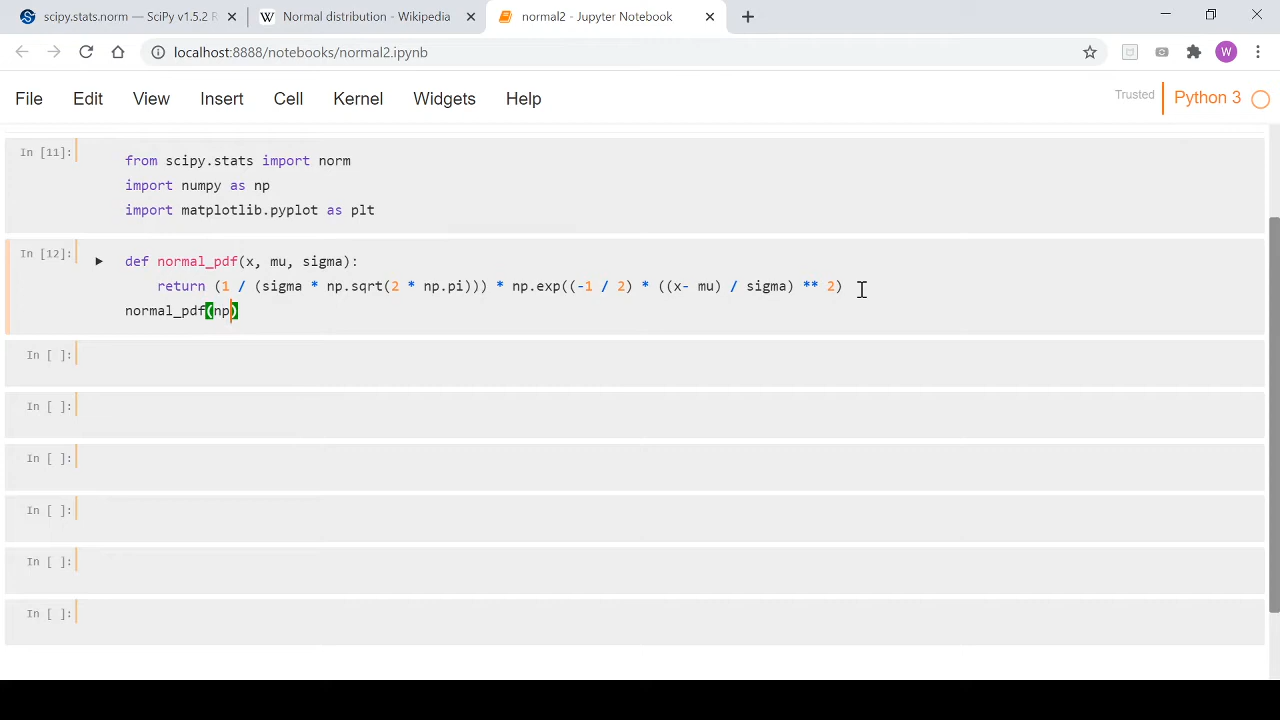 scipy.stats.norm — SciPy v1.5.2 R
Normal distribution - Wikipedia
normal2 - Jupyter Notebook
localhost:8888/notebooks/normal2.ipynb
W
File Edit View Insert Cell Kernel Widgets Help
Trusted
Python 3
In [11]:
from scipy.stats import norm
import numpy as np
import matplotlib.pyplot as plt
In [12]:
def normal_pdf(x, mu, sigma):
return (1 / (sigma * np.sqrt(2 * np.pi))) * np.exp((-1 / 2) * ((x- mu) / sigma) ** 2)
normal_pdf(np)
In [ ]:
In [ ]:
In [ ]:
In [ ]:
In [ ]:
In [ ]: